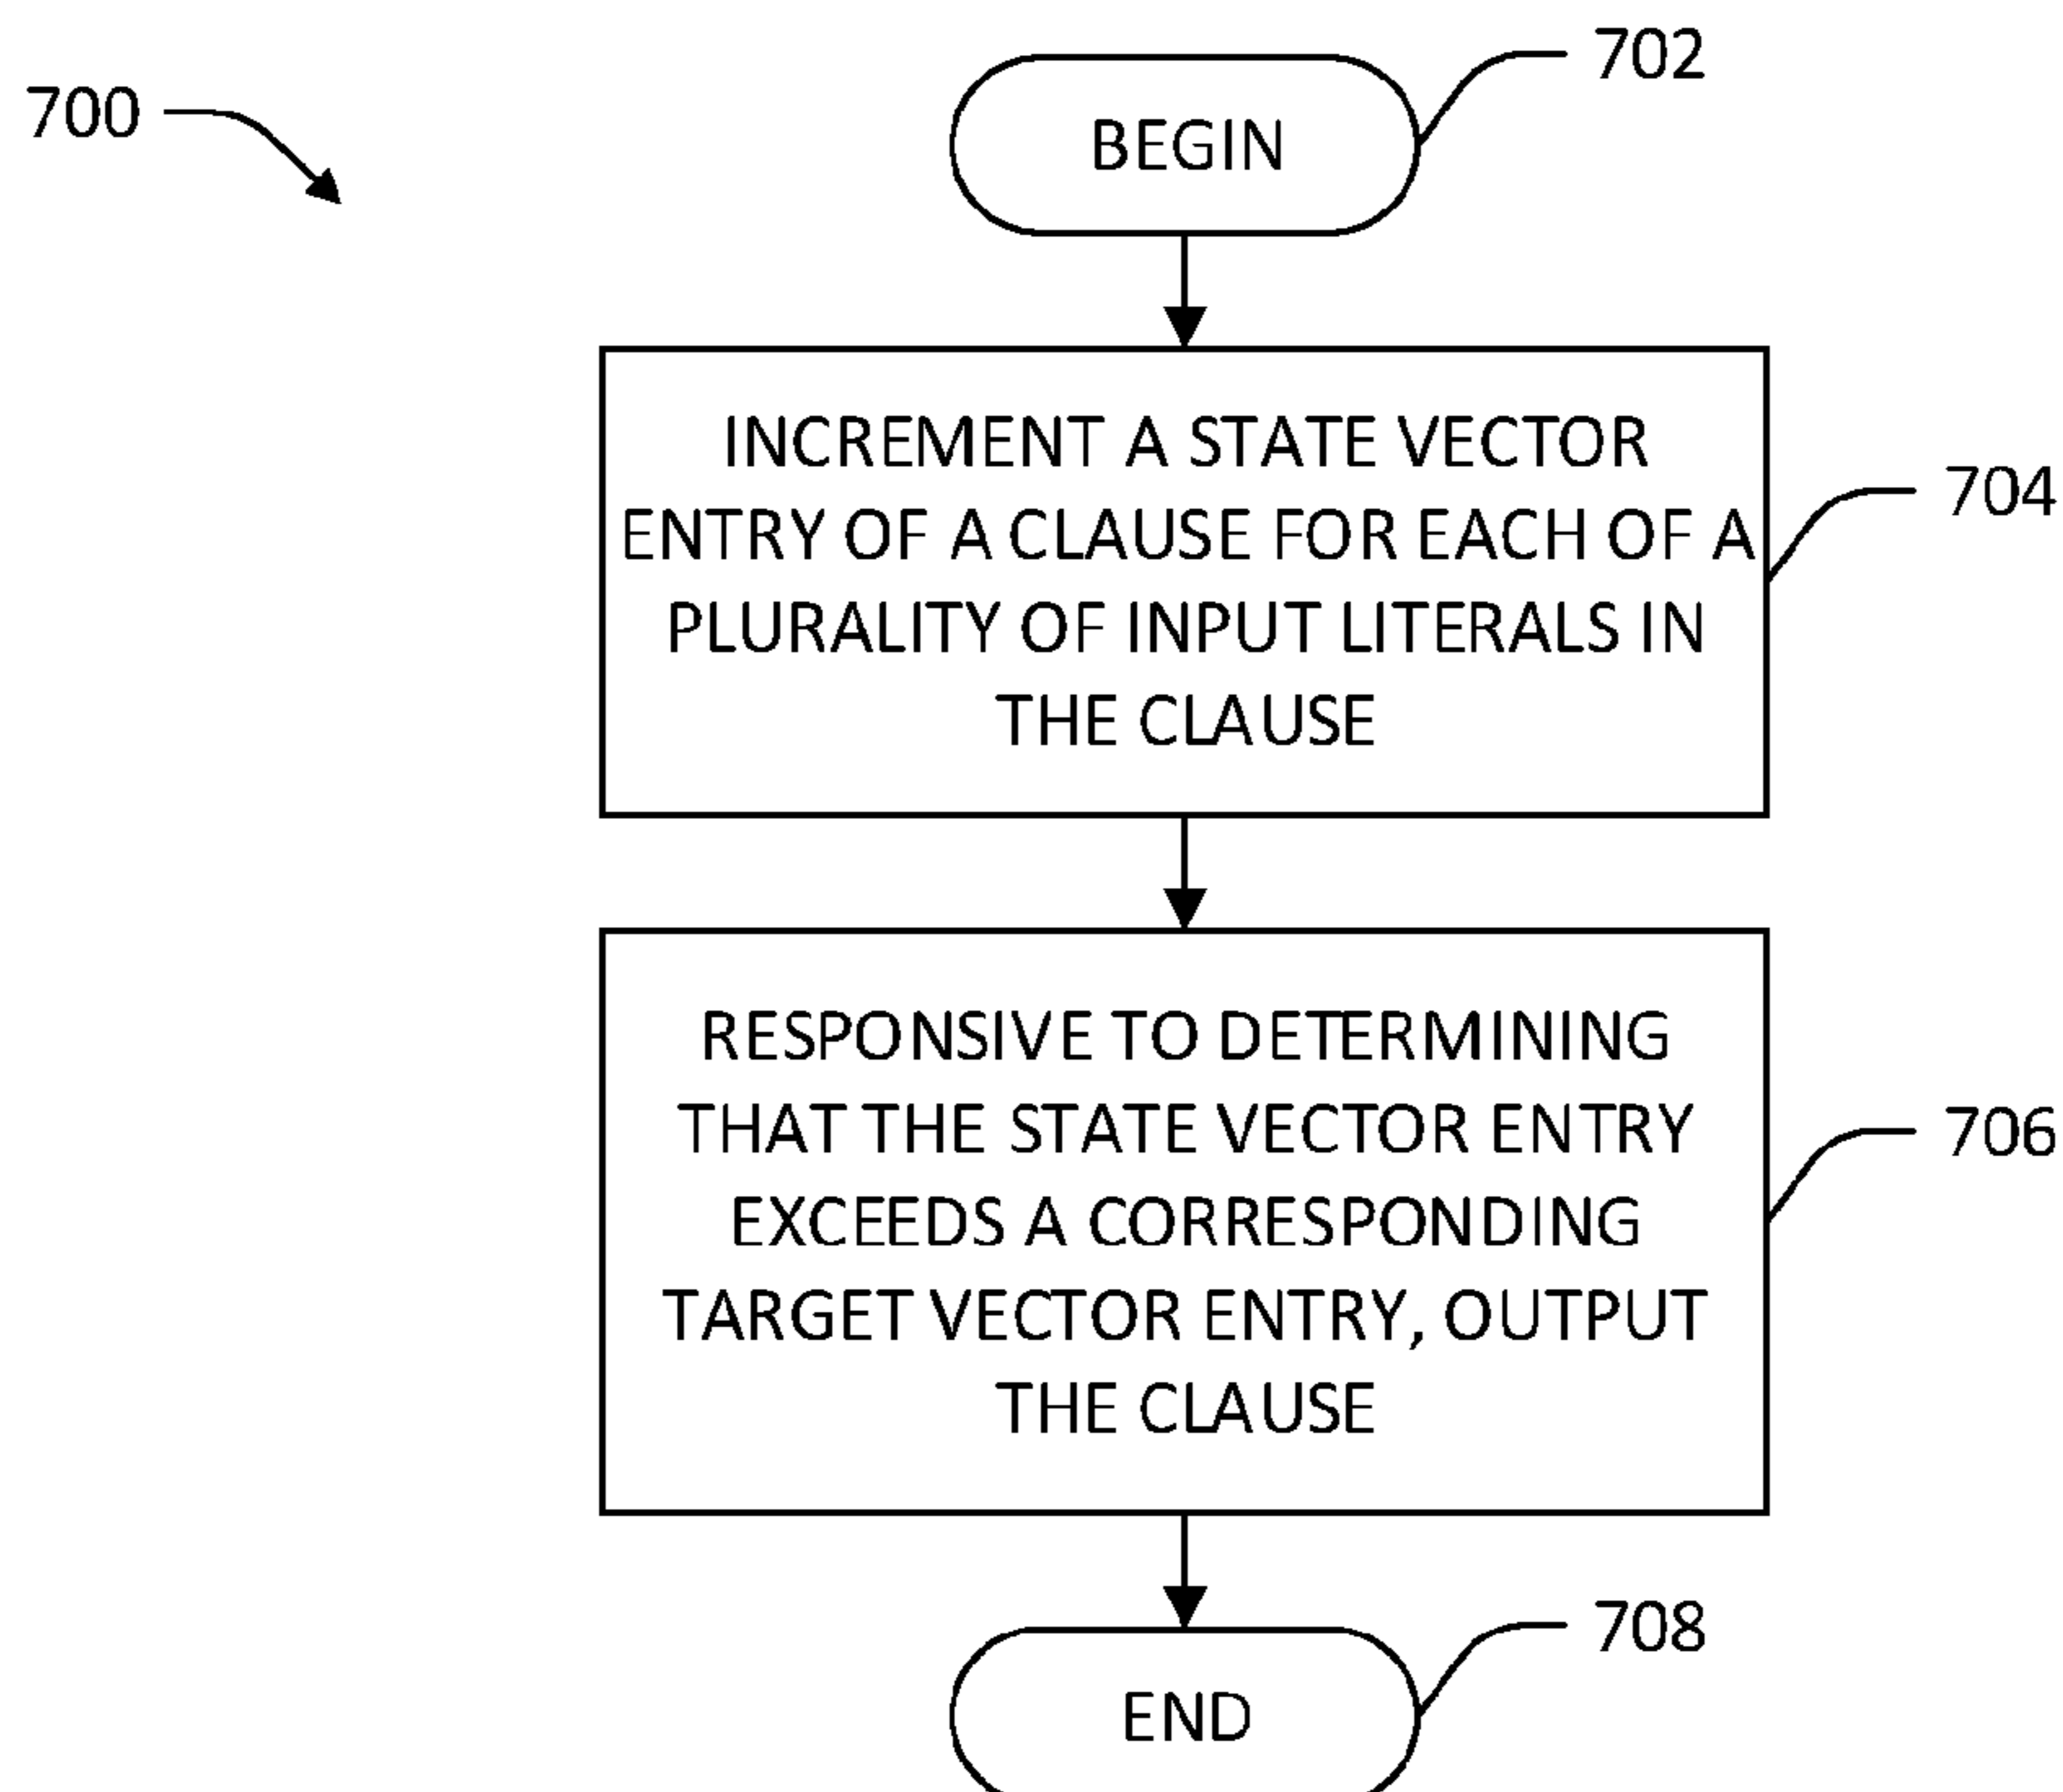 702
700
BEGIN
INCREMENT A STATE VECTOR
ENTRY OF A CLAUSE FOR EACH OF A
PLURALITY OF INPUT LITERALS IN
THE CLAUSE
704
RESPONSIVE TO DETERMINING
THAT THE STATE VECTOR ENTRY
EXCEEDS A CORRESPONDING
TARGET VECTOR ENTRY, OUTPUT
THE CLAUSE
706
708
END